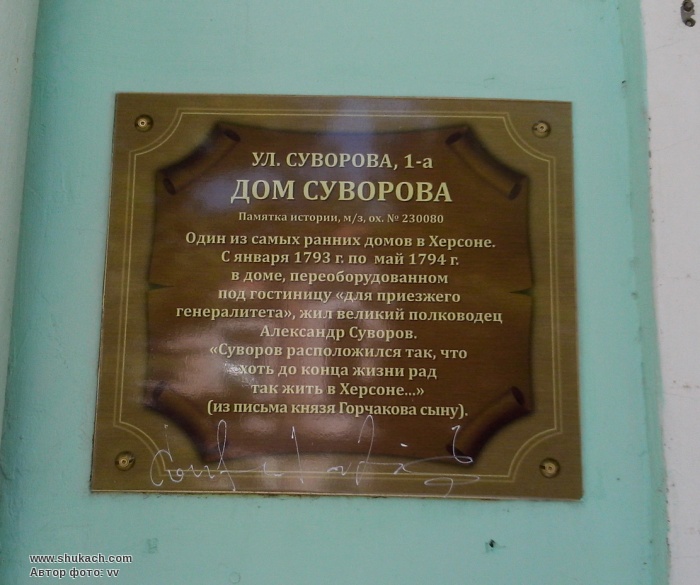 УЛ. СУВОРОВА, 1-а
ДОМ СУВОРОВА
Памятка истории, м/з, ох. № 230080
Один из самых ранних домов в Херсоне.
С января 1793 г. по май 1794 г.
в доме, переоборудованном
под гостиницу «для приезжего
генералитета», жил великий полководец
Александр Суворов.
«Суворов расположился так, что
хоть до конца жизни рад
так жить в Херсоне...»
(из письма князя Горчакова сыну).
www.shukach.com
Автор фото: vv